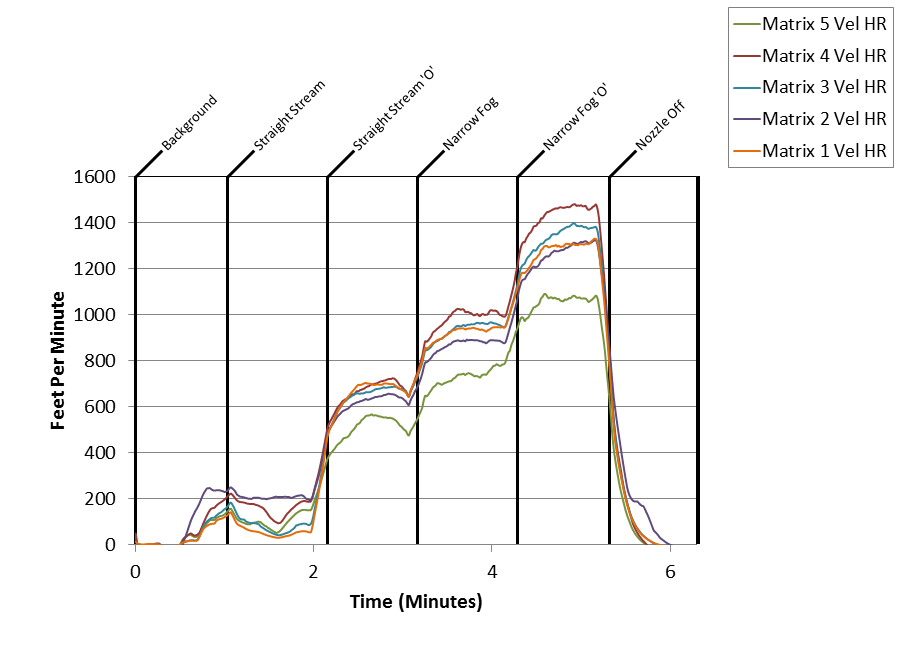 Matrix 5 Vel HR
Matrix 4 Vel HR
Matrix 3 Vel HR
Matrix 2 Vel HR
Matrix 1 Vel HR
Background
Straight Stream
Straight Stream 'O'
Narrow Fog
Narrow Fog 'O'
Nozzle Off
1600
1400
1200
1000
800
600
400
200
0
Feet Per Minute
0 2 4 6
Time (Minutes)